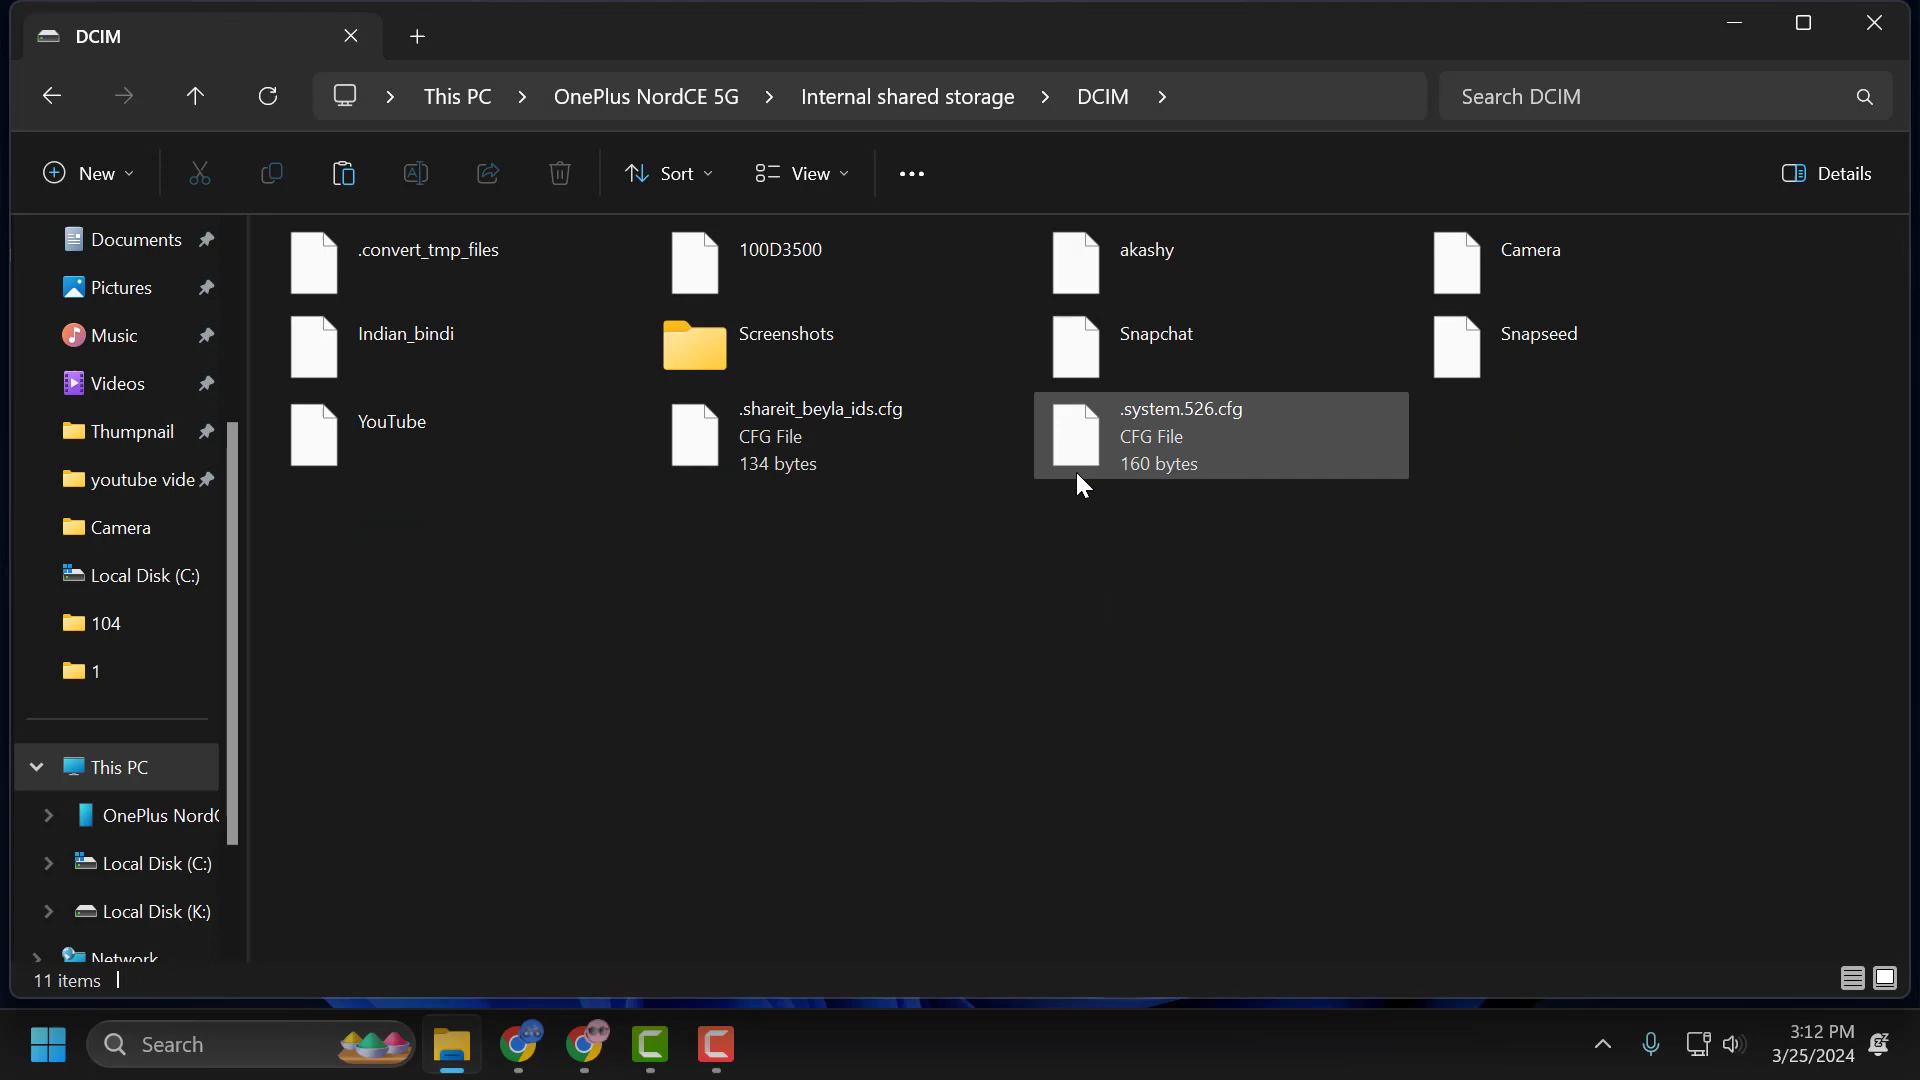 DCIM
This PC
OnePlus NordCE 5G
Internal shared storage
DCIM
Search DCIM
New
Sort
View
Details
Documents
Pictures
Music
Videos
Thumpnail
youtube vide
Camera
Local Disk (C:)
104
1
This PC
OnePlus Nord
Local Disk (C:)
Local Disk (K:)
Network
.convert_tmp_files
100D3500
akashy
Camera
Indian_bindi
Screenshots
Snapchat
Snapseed
YouTube
.shareit_beyla_ids.cfg
CFG File
134 bytes
.system.526.cfg
CFG File
160 bytes
11 items
Search
3:12 PM
3/25/2024